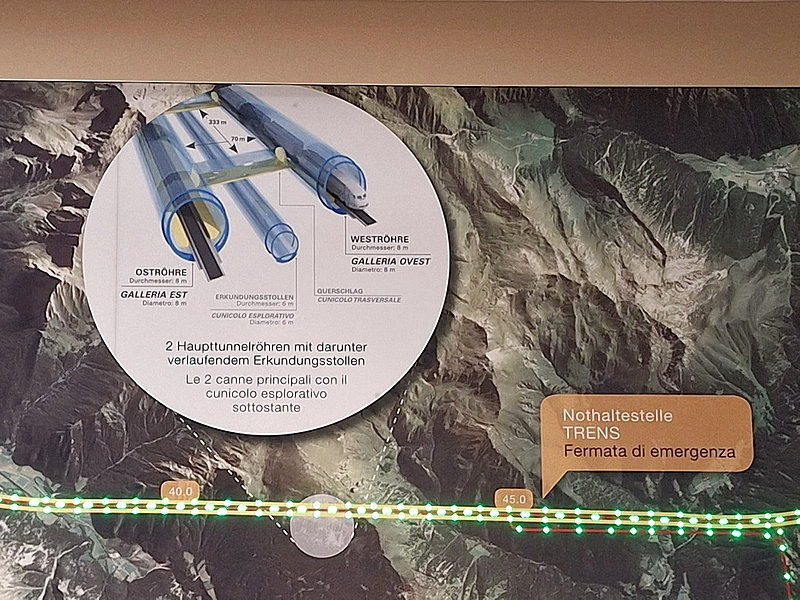 333 m
70 m
WESTRÖHRE
Durchmesser: 8 m
GALLERIA OVEST
Diametro: 8 m
OSTRÖHRE
Durchmesser: 8 m
GALLERIA EST
Diametro: 8 m
ERKUNDUNGSSTOLLEN
Durchmesser: 6 m
CUNICOLO ESPLORATIVO
Diametro: 6 m
QUERSCHLAG
CUNICOLO TRASVERSALE
2 Haupttunnelröhren mit darunter
verlaufendem Erkundungsstollen
Le 2 canne principali con il
cunicolo esplorativo
sottostante
Nothaltestelle
TRENS
Fermata di emergenza
40.0
45.0